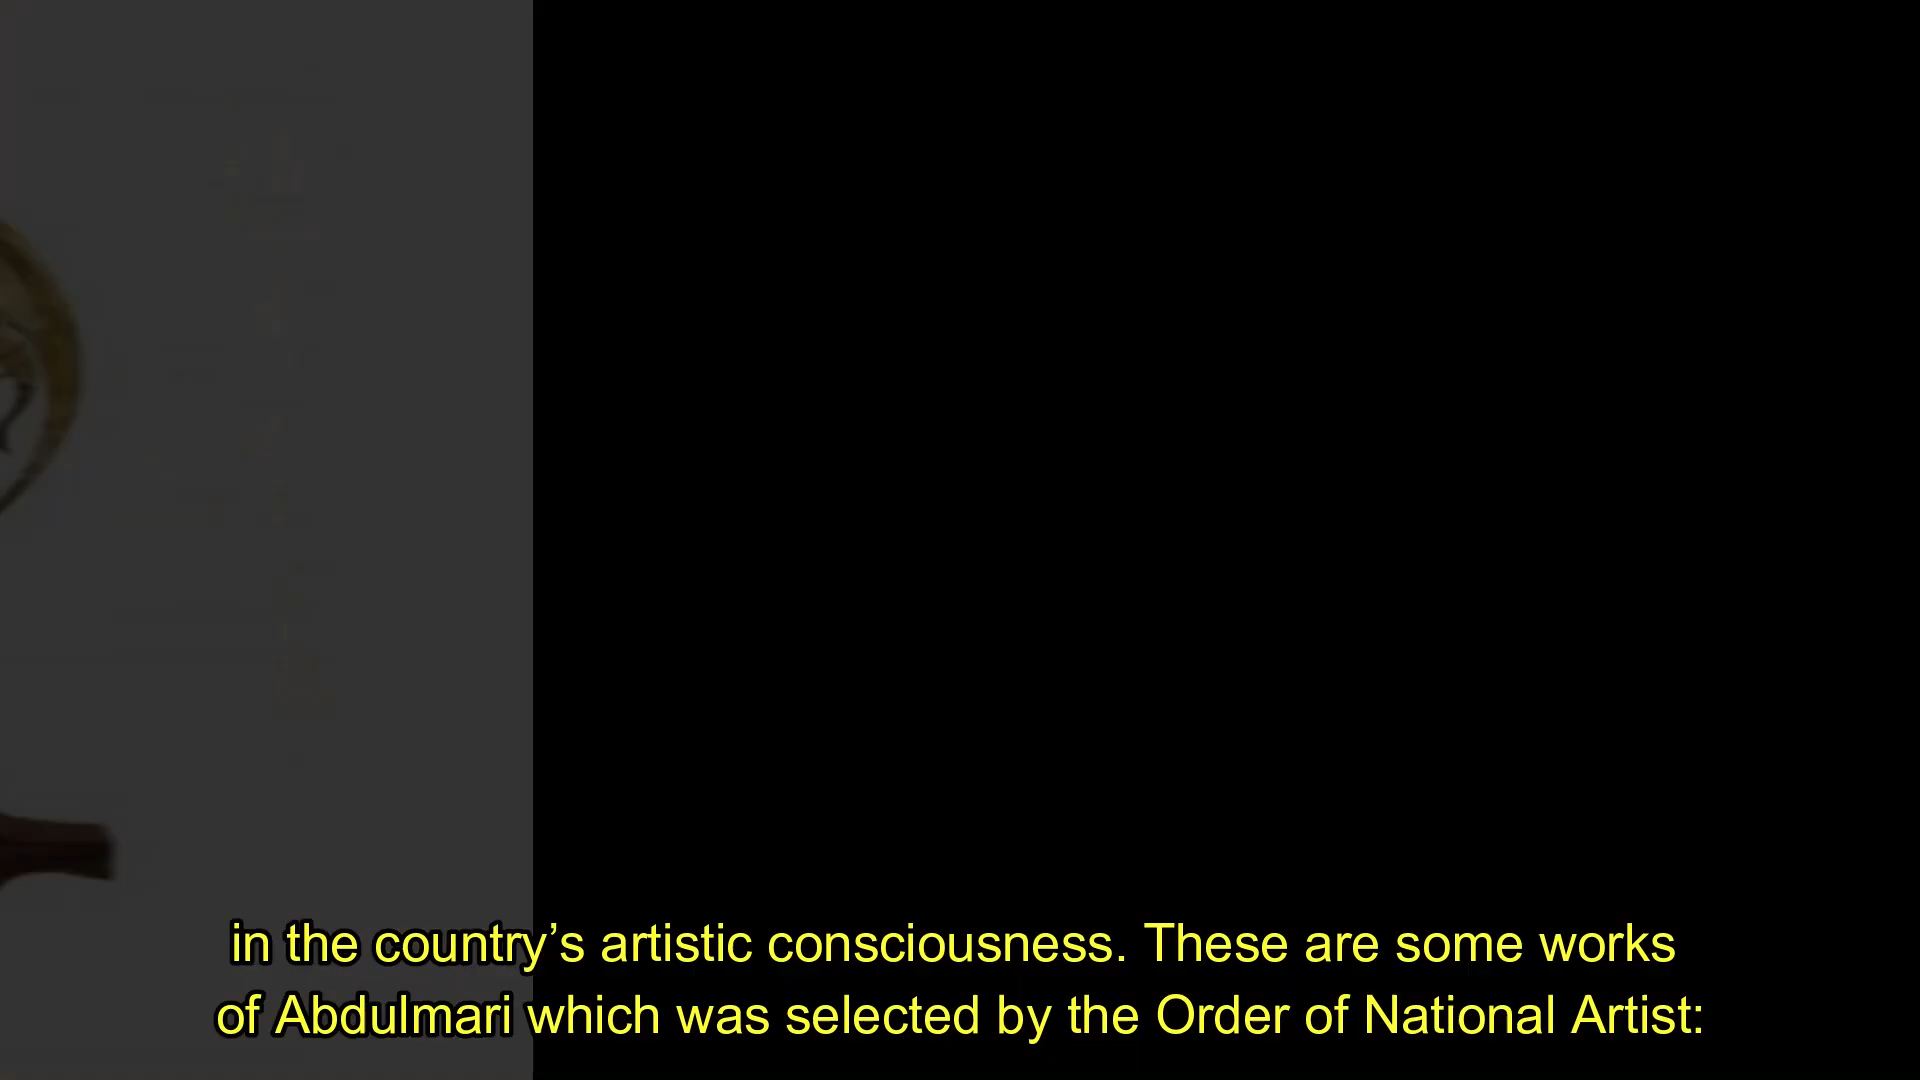 in the country’s artistic consciousness. These are some works
of Abdulmari which was selected by the Order of National Artist: